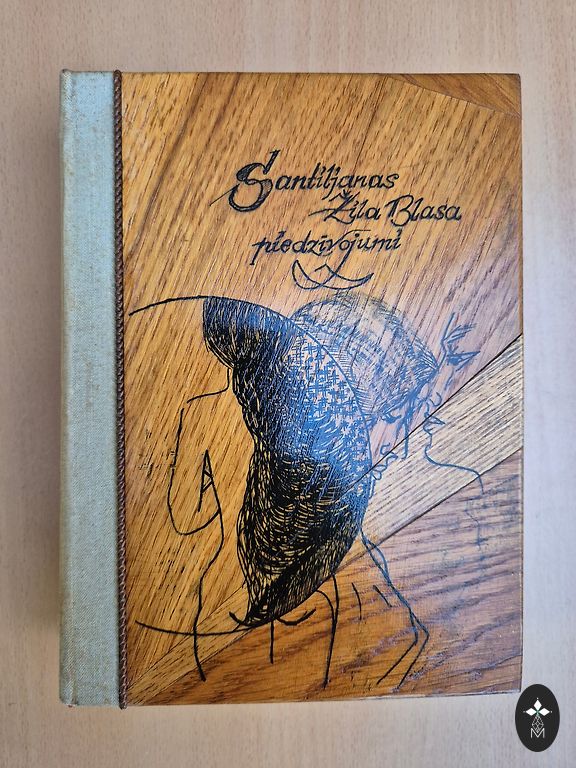 Santiljanas
Žila Blasa
piedzīvojumi
M